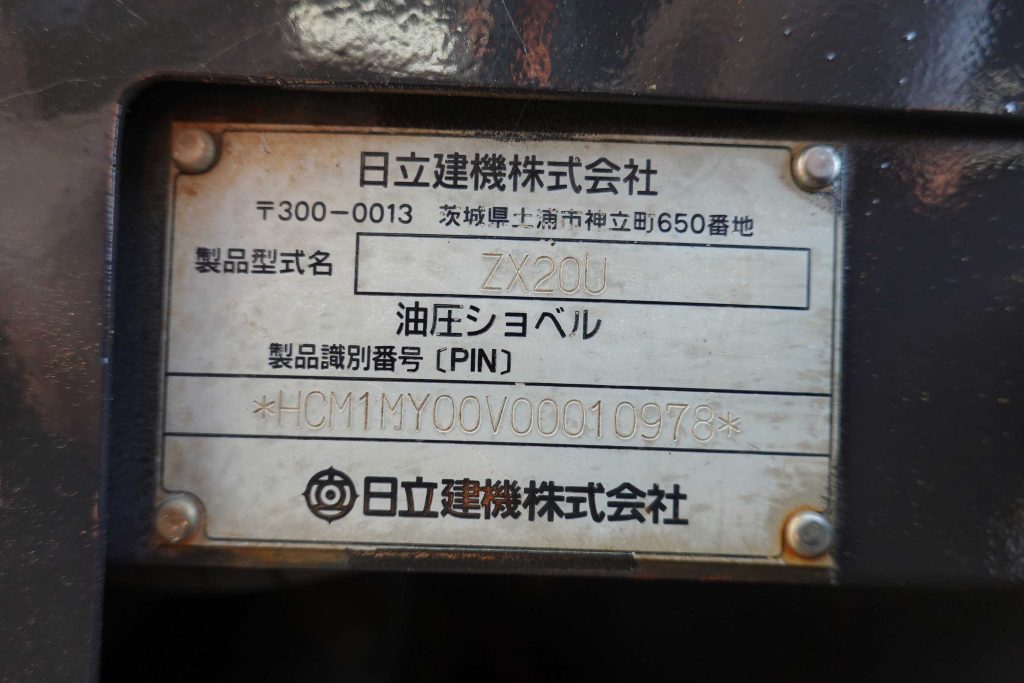 日立建機株式会社
〒300-0013 茨城県土浦市神立町650番地
製品型式名 ZX20U
油圧ショベル
製品識別番号〔PIN〕
*HCM1MY00V00010978*
日立建機株式会社